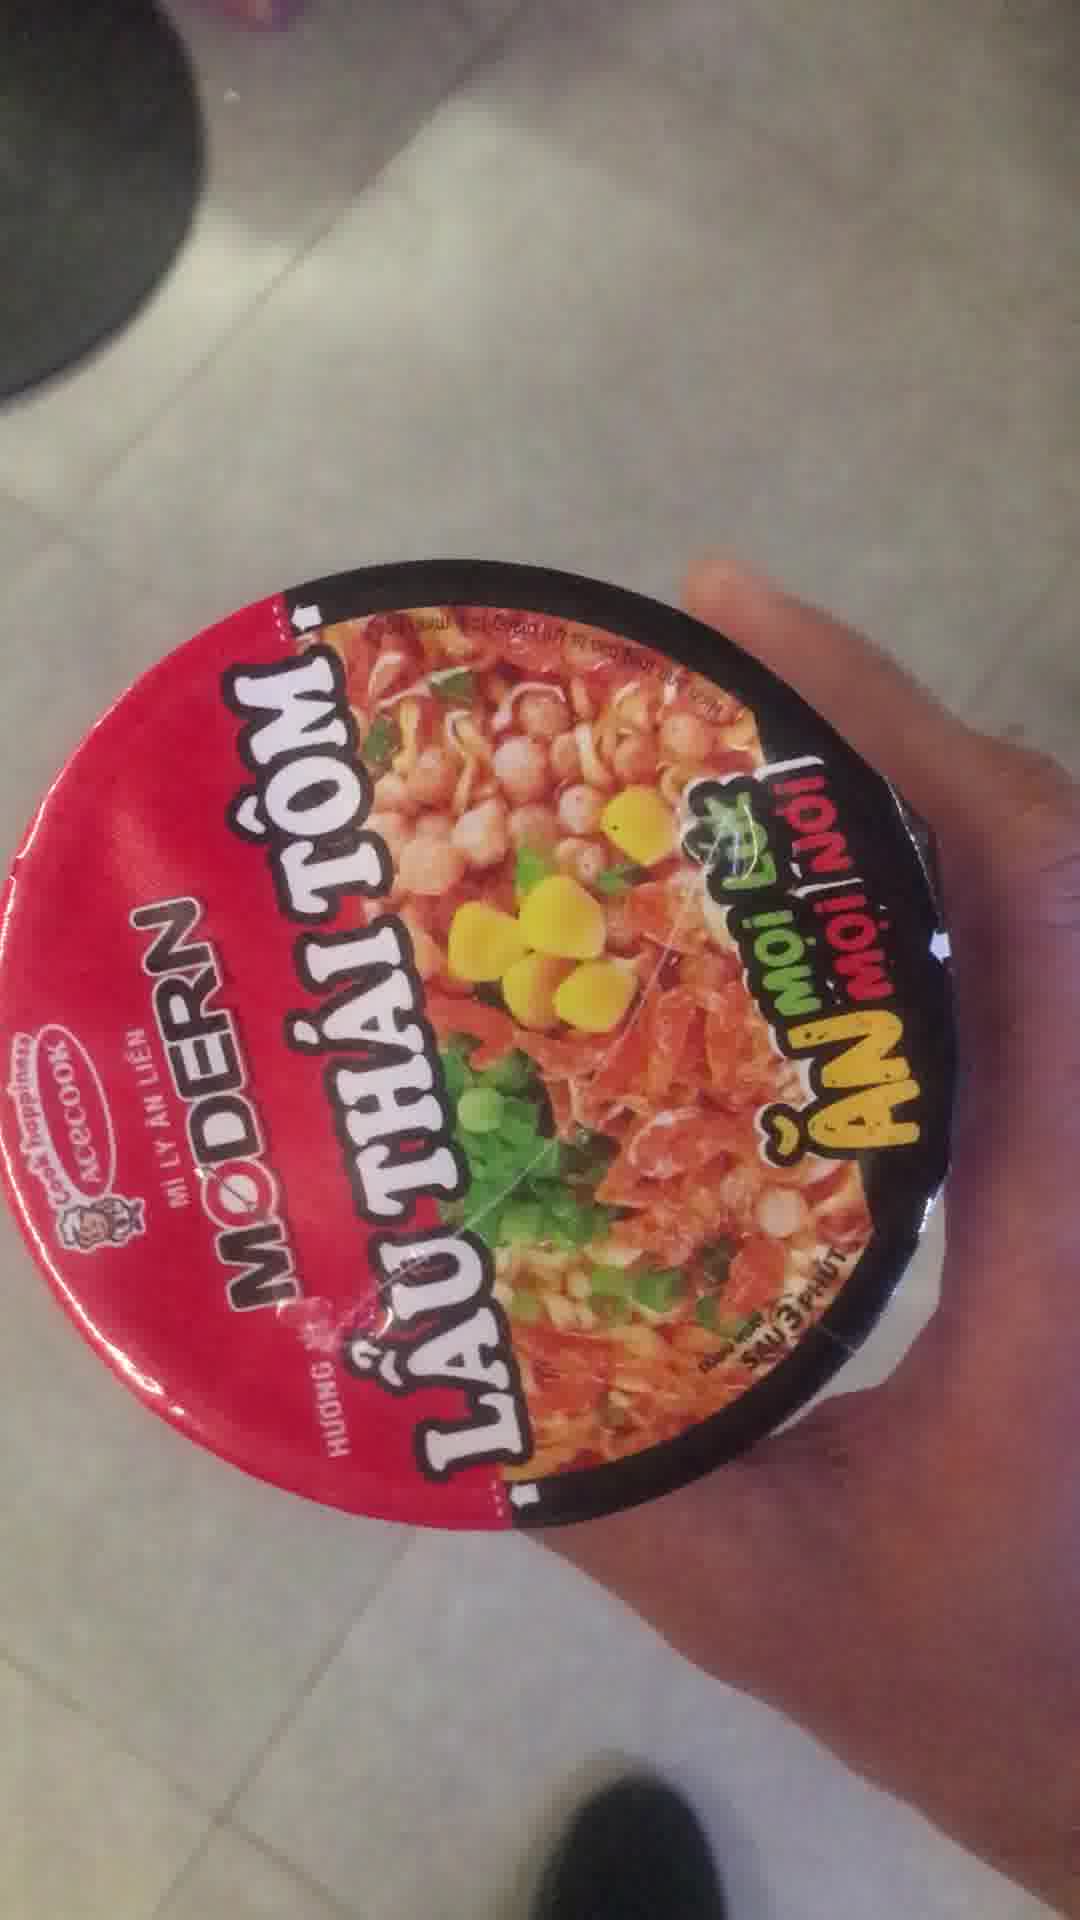 Cook happiness
ACECOOK
MÌ LY ĂN LIỀN
MODERN
HƯƠNG VỊ
LẨU THÁI TÔM
ĂN MỌI LÚC
MỌI NƠI
SAU 3 PHÚT